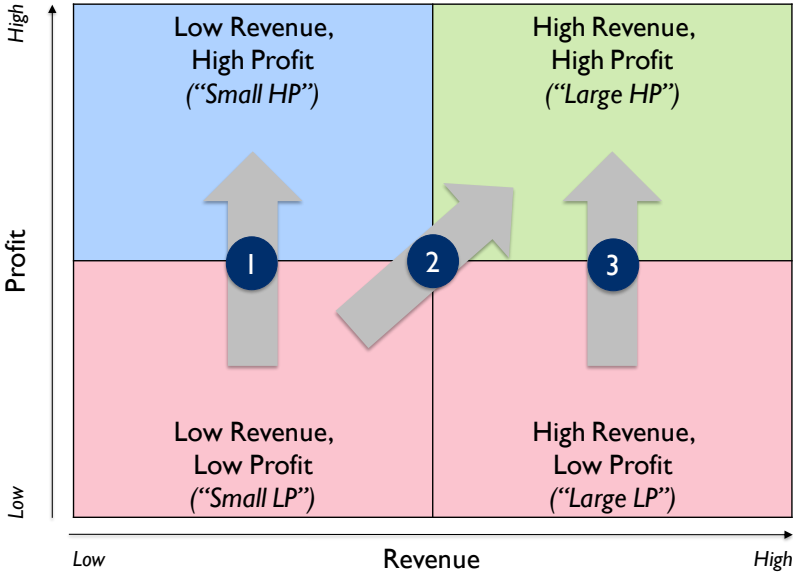 High
Low Revenue,
High Profit
(“Small HP”)
High Revenue,
High Profit
(“Large HP”)
Profit
1
2
3
Low Revenue,
Low Profit
(“Small LP”)
High Revenue,
Low Profit
(“Large LP”)
Low
Low
Revenue
High